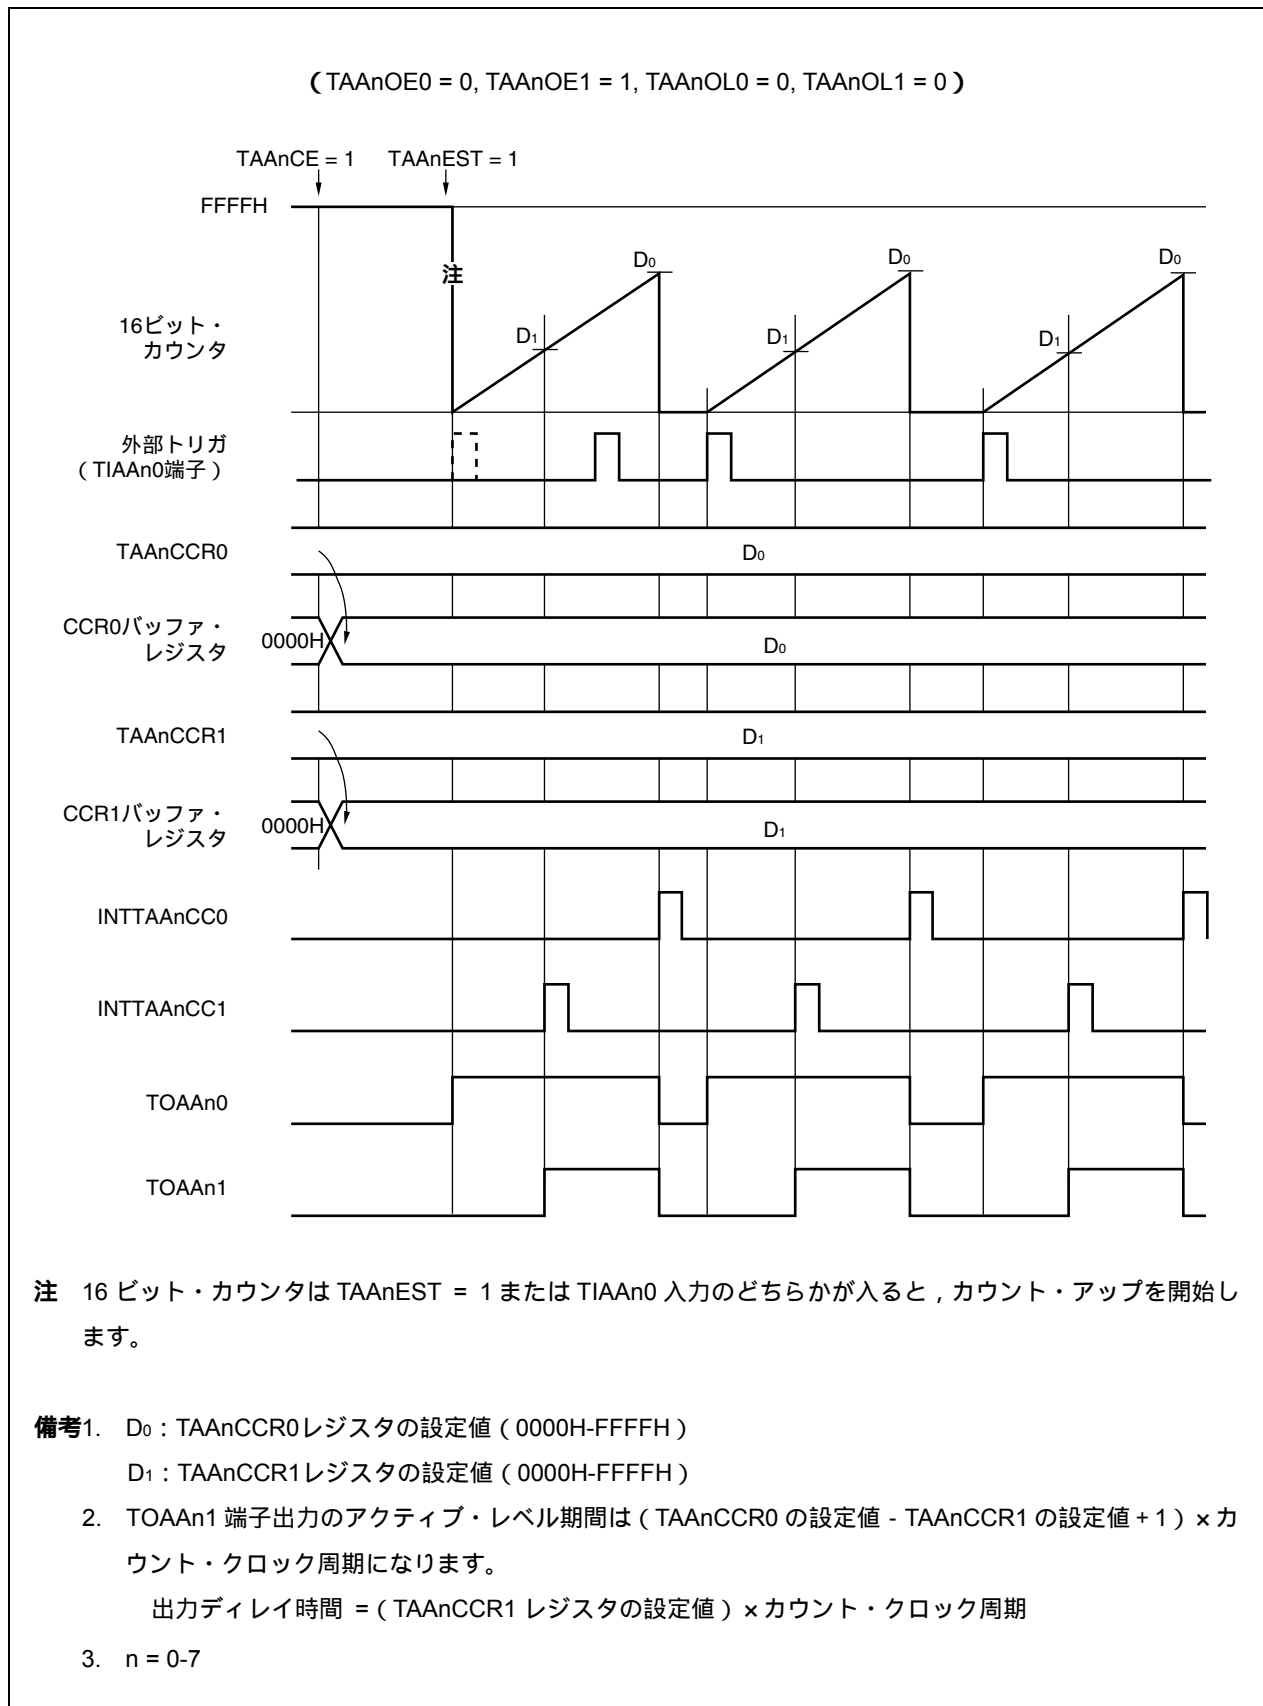 （TAAnOE0 = 0, TAAnOE1 = 1, TAAnOL0 = 0, TAAnOL1 = 0）
TAAnCE = 1 TAAnEST = 1
FFFFH
注
D0 D0 D0
16ビット・
カウンタ
D1 D1 D1
外部トリガ
（TIAAn0端子）
TAAnCCR0 D0
CCR0バッファ・
レジスタ 0000H D0
TAAnCCR1 D1
CCR1バッファ・
レジスタ 0000H D1
INTTAAnCC0
INTTAAnCC1
TOAAn0
TOAAn1
注 16 ビット・カウンタは TAAnEST = 1 または TIAAn0 入力のどちらかが入ると，カウント・アップを開始し
ます。
備考1. D0：TAAnCCR0レジスタの設定値（0000H-FFFFH）
D1：TAAnCCR1レジスタの設定値（0000H-FFFFH）
2. TOAAn1 端子出力のアクティブ・レベル期間は（TAAnCCR0 の設定値 - TAAnCCR1 の設定値 + 1）×カ
ウント・クロック周期になります。
出力ディレイ時間 =（TAAnCCR1 レジスタの設定値）×カウント・クロック周期
3. n = 0-7